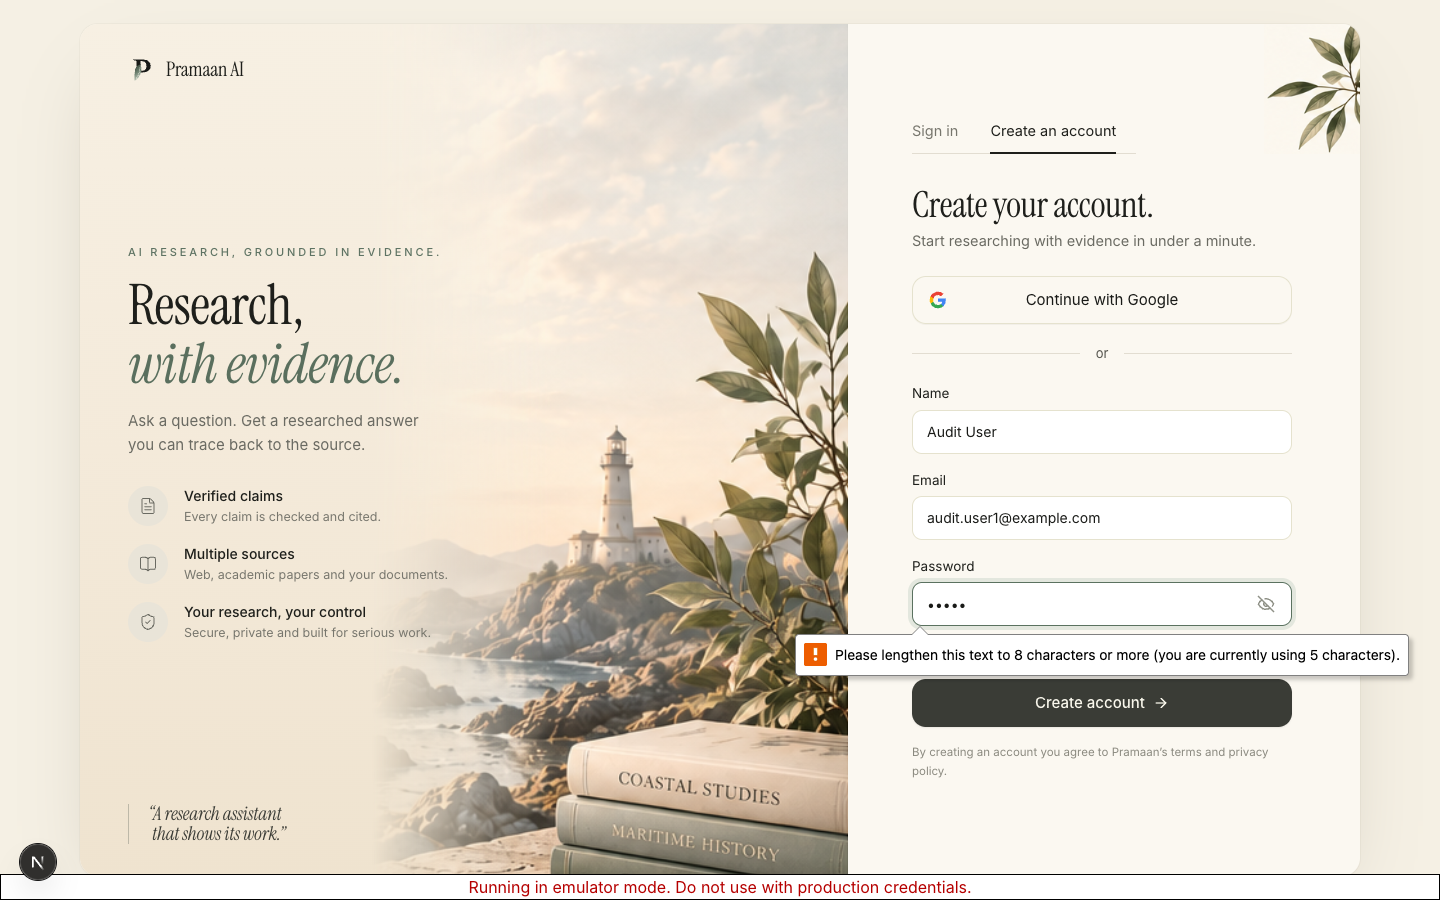 Pramaan AI
AI RESEARCH, GROUNDED IN EVIDENCE.
Research,
with evidence.
Ask a question. Get a researched answer
you can trace back to the source.
Verified claims
Every claim is checked and cited.
Multiple sources
Web, academic papers and your documents.
Your research, your control
Secure, private and built for serious work.
“A research assistant
that shows its work.”
COASTAL STUDIES
MARITIME HISTORY
Sign in
Create an account
Create your account.
Start researching with evidence in under a minute.
Continue with Google
or
Name
Audit User
Email
audit.user1@example.com
Password
•••••
Please lengthen this text to 8 characters or more (you are currently using 5 characters).
Create account →
By creating an account you agree to Pramaan’s terms and privacy
policy.
N
Running in emulator mode. Do not use with production credentials.